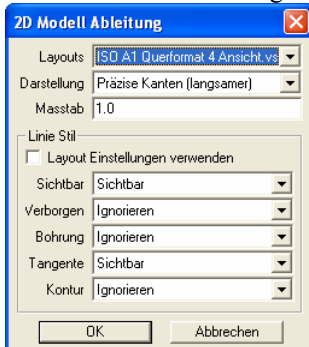 2D Modell Ableitung
Layouts ISO A1 Querformat 4 Ansicht.vs
Darstellung Präzise Kanten (langsamer)
Masstab 1.0
Linie Stil
Layout Einstellungen verwenden
Sichtbar Sichtbar
Verborgen Ignorieren
Bohrung Ignorieren
Tangente Sichtbar
Kontur Ignorieren
OK Abbrechen